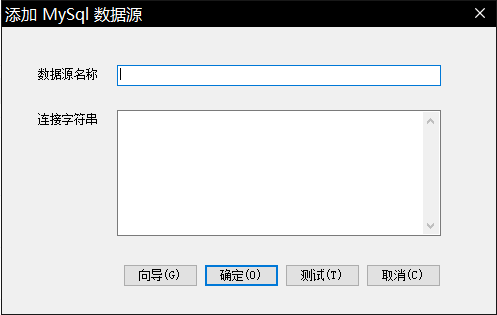 添加 MySql 数据源
数据源名称
连接字符串
向导(G) 确定(O) 测试(T) 取消(C)